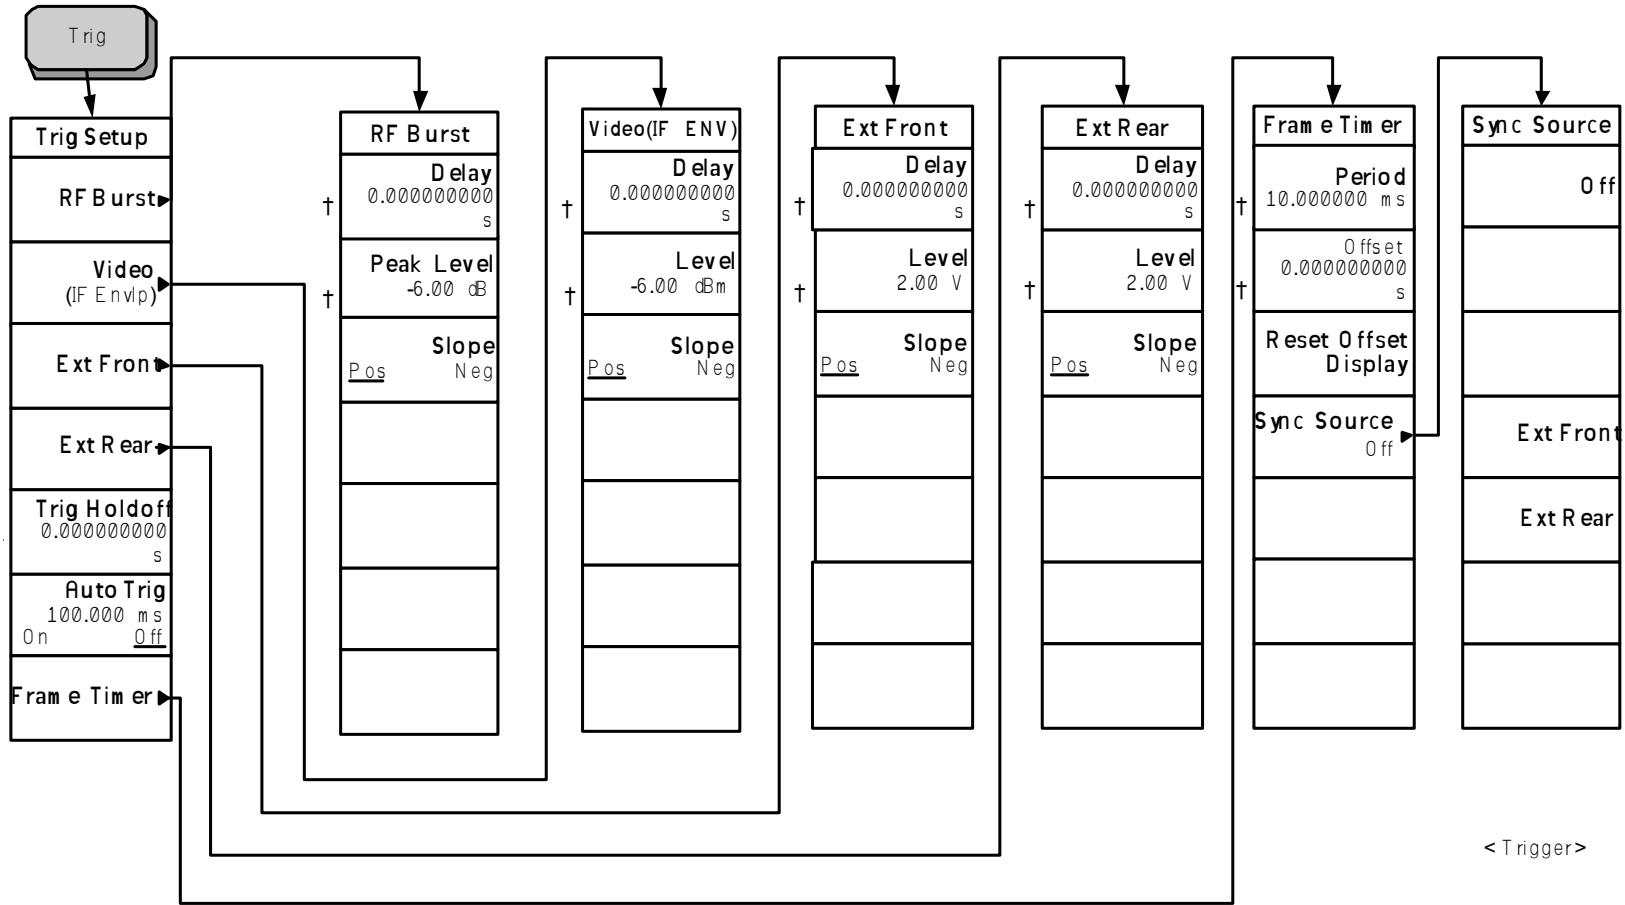 Trig
Trig Setup
RF Burst
Video
(IF Envlp)
Ext Front
Ext Rear
Trig Holdoff
0.000000000
s
Auto Trig
100.000 ms
On Off
Frame Timer
RF Burst
Delay
† 0.000000000
s
Peak Level
† -6.00 dB
Slope
Pos Neg
Video(IF ENV)
Delay
† 0.000000000
s
Level
† -6.00 dBm
Slope
Pos Neg
Ext Front
Delay
† 0.000000000
s
Level
† 2.00 V
Slope
Pos Neg
Ext Rear
Delay
† 0.000000000
s
Level
† 2.00 V
Slope
Pos Neg
Frame Timer
Period
† 10.000000 ms
Offset
† 0.000000000
s
Reset Offset
Display
Sync Source
Off
Sync Source
Off
Ext Front
Ext Rear
<Trigger>